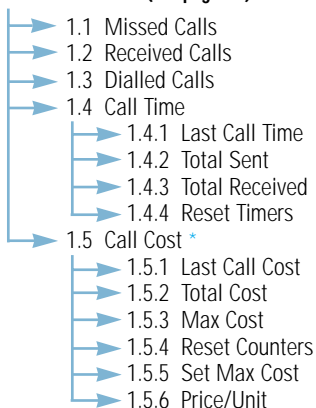 1.1 Missed Calls
1.2 Received Calls
1.3 Dialled Calls
1.4 Call Time
1.4.1 Last Call Time
1.4.2 Total Sent
1.4.3 Total Received
1.4.4 Reset Timers
1.5 Call Cost *
1.5.1 Last Call Cost
1.5.2 Total Cost
1.5.3 Max Cost
1.5.4 Reset Counters
1.5.5 Set Max Cost
1.5.6 Price/Unit